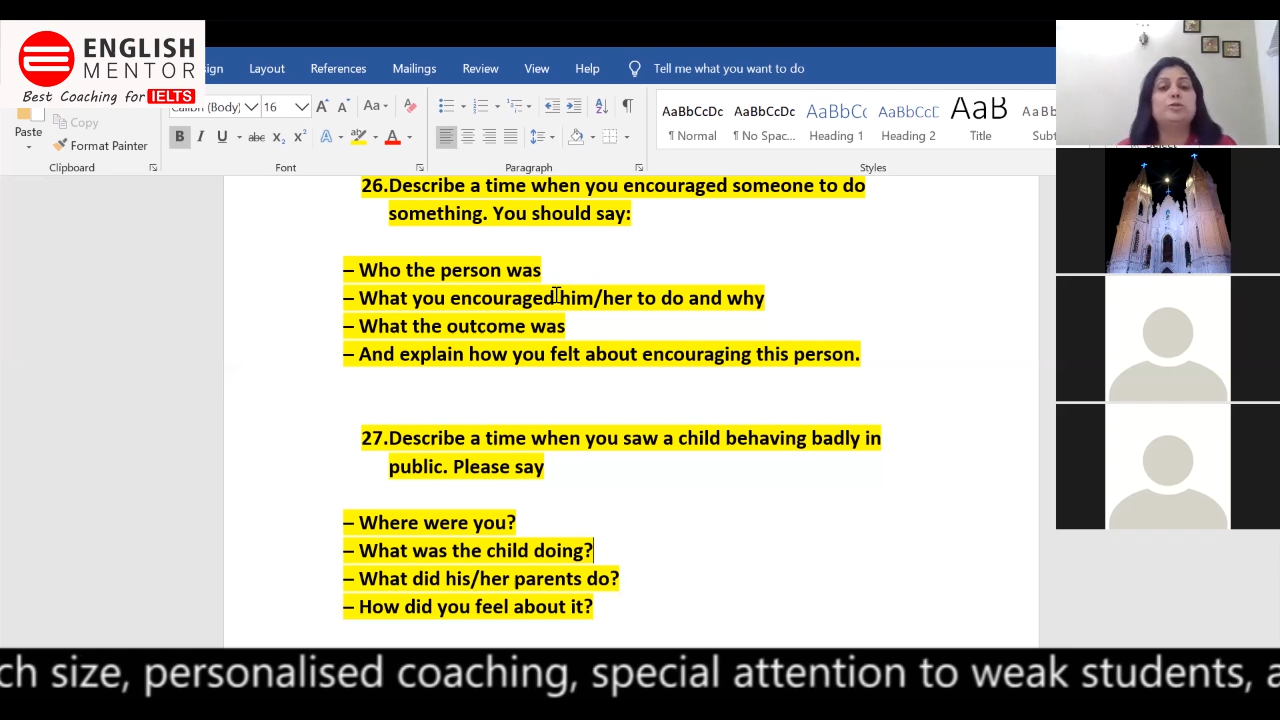 ENGLISH
MENTOR
Best Coaching for IELTS
sign Layout References Mailings Review View Help Tell me what you want to do
Calibri (Body) 16
Paste
Copy
Format Painter
Clipboard Font Paragraph Styles
AaBbCcDc AaBbCcDc AaBbCc AaBbCcD AaB AaBb
¶ Normal ¶ No Spac... Heading 1 Heading 2 Title
26.Describe a time when you encouraged someone to do
something. You should say:
– Who the person was
– What you encouraged him/her to do and why
– What the outcome was
– And explain how you felt about encouraging this person.
27.Describe a time when you saw a child behaving badly in
public. Please say
– Where were you?
– What was the child doing?
– What did his/her parents do?
– How did you feel about it?
ch size, personalised coaching, special attention to weak students, a